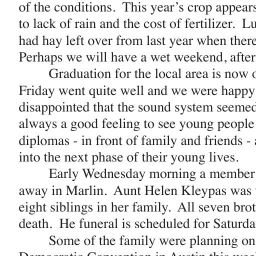 of the conditions.  This year's crop appears
to lack of rain and the cost of fertilizer.  Lu
had hay left over from last year when there
Perhaps we will have a wet weekend, after
Graduation for the local area is now o
Friday went quite well and we were happy
disappointed that the sound system seemed
always a good feeling to see young people
diplomas - in front of family and friends - a
into the next phase of their young lives.
Early Wednesday morning a member
away in Marlin.  Aunt Helen Kleypas was
eight siblings in her family.  All seven brot
death.  He funeral is scheduled for Saturda
Some of the family were planning on
Democratic Convention in Austin this